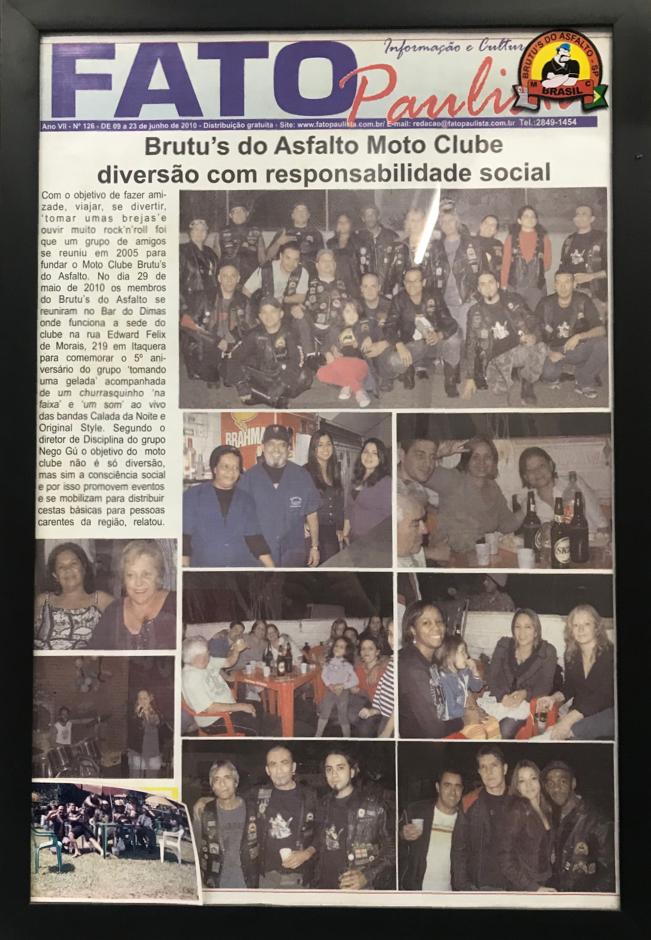 Informação e Cultur
FATO
Paulis
BRUTU'S DO ASFALTO - SP
M C
BRASIL
Ano VII - Nº 126 - DE 09 a 23 de junho de 2010 - Distribuição gratuita - Site: www.fatopaulista.com.br/ E-mail: redacao@fatopaulista.com.br Tel.:2849-1454
Brutu's do Asfalto Moto Clube
diversão com responsabilidade social
Com o objetivo de fazer ami-
zade, viajar, se divertir,
'tomar umas brejas'e
ouvir muito rock'n'roll foi
que um grupo de amigos
se reuniu em 2005 para
fundar o Moto Clube Brutu's
do Asfalto. No dia 29 de
maio de 2010 os membros
do Brutu's do Asfalto se
reuniram no Bar do Dimas
onde funciona a sede do
clube na rua Edward Felix
de Morais, 219 em Itaquera
para comemorar o 5º ani-
versário do grupo 'tomando
uma gelada' acompanhada
de um churrasquinho 'na
faixa' e 'um som' ao vivo
das bandas Calada da Noite e
Original Style. Segundo o
diretor de Disciplina do grupo
Nego Gú o objetivo do moto
clube não é só diversão,
mas sim a consciência social
e por isso promovem eventos
e se mobilizam para distribuir
cestas básicas para pessoas
carentes da região, relatou.
BRAHMA